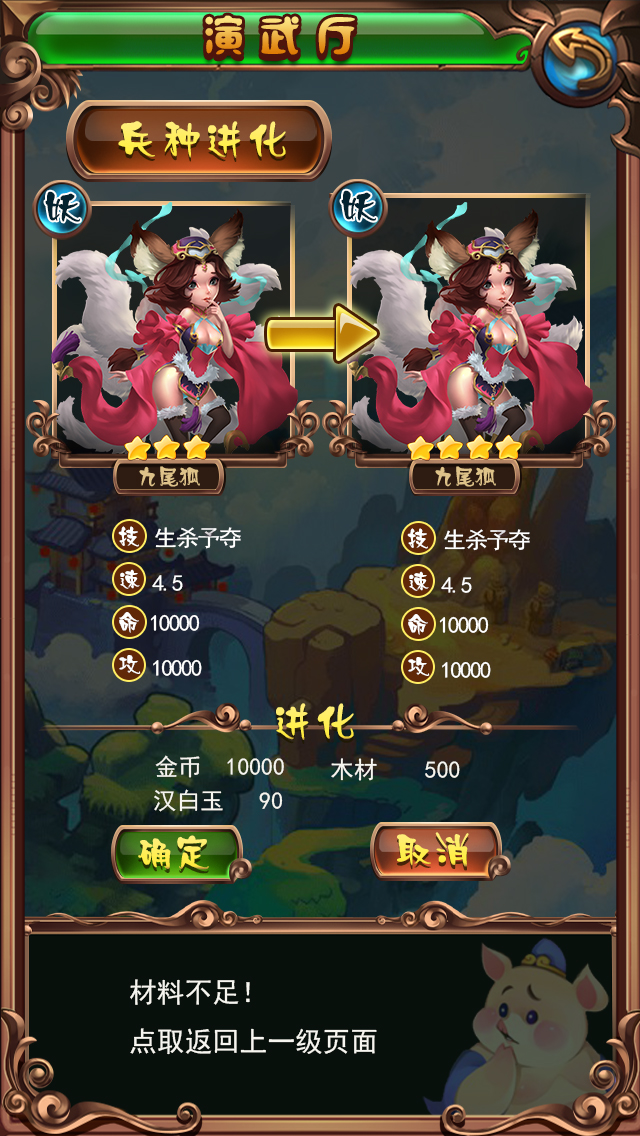 演武厅
兵种进化
妖 妖
九尾狐 九尾狐
技 生杀予夺 技 生杀予夺
速 4.5 速 4.5
命 10000 命 10000
攻 10000 攻 10000
进化
金币 10000 木材 500
汉白玉 90
确定 取消
材料不足!
点取返回上一级页面